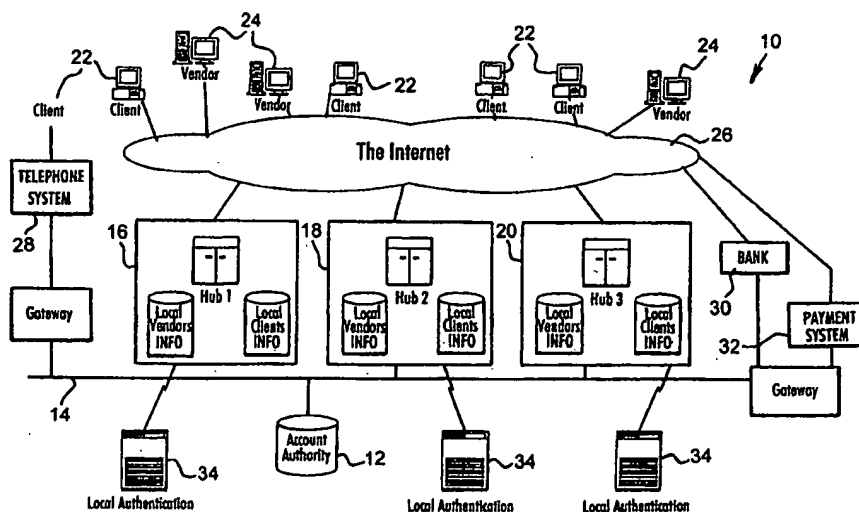 24
22
24
10
22
Vendor
22
Client
Client
Vendor
Client
Client
Client
Vendor
26
The Internet
TELEPHONE
SYSTEM
28
16
18
20
Hub 1
Hub 2
Hub 3
BANK
30
Gateway
Local
Vendors
INFO
Local
Clients
INFO
Local
Vendors
INFO
Local
Clients
INFO
Local
Vendors
INFO
Local
Clients
INFO
PAYMENT
SYSTEM
32
14
Gateway
Account
Authority
12
34
34
34
Local Authentication
Local Authentication
Local Authentication